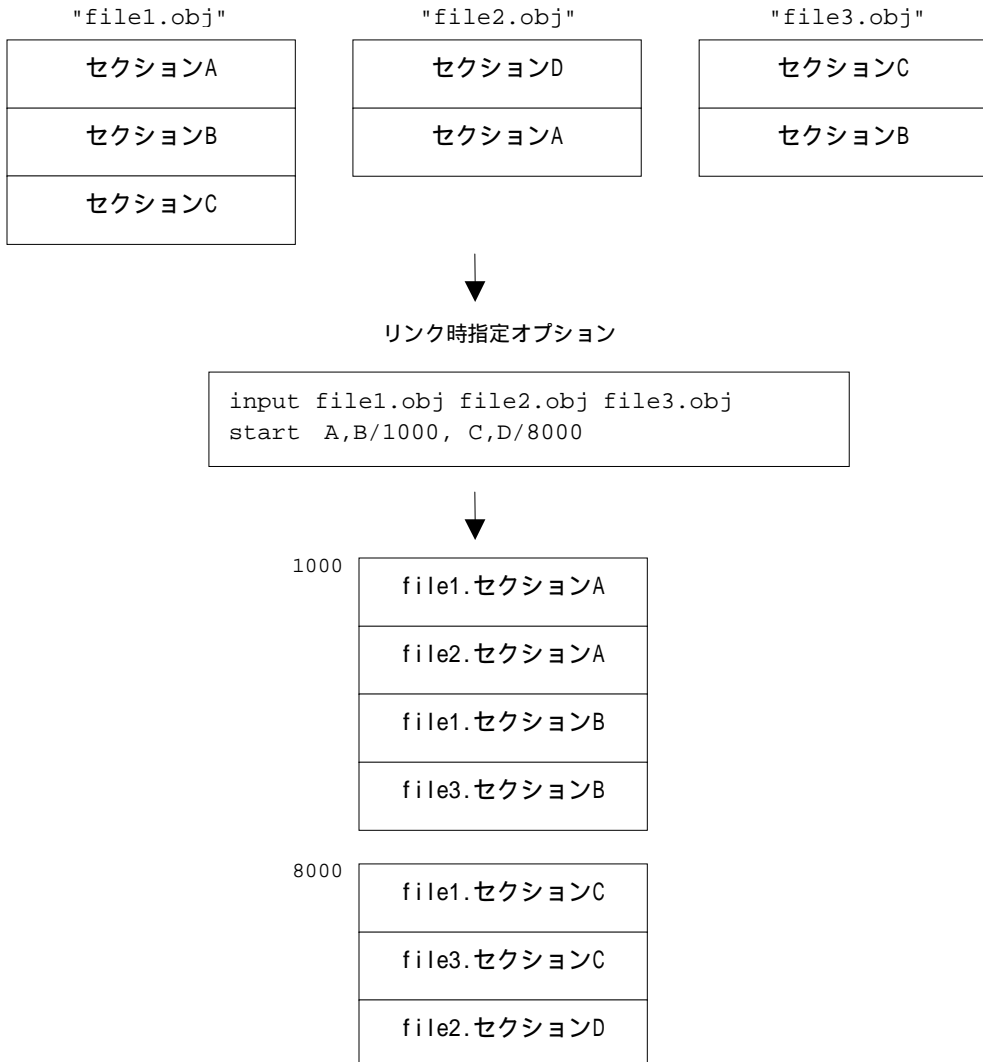 "file1.obj"
セクションA
セクションB
セクションC
"file2.obj"
セクションD
セクションA
"file3.obj"
セクションC
セクションB
リンク時指定オプション
input file1.obj file2.obj file3.obj
start A,B/1000, C,D/8000
1000
file1.セクションA
file2.セクションA
file1.セクションB
file3.セクションB
8000
file1.セクションC
file3.セクションC
file2.セクションD